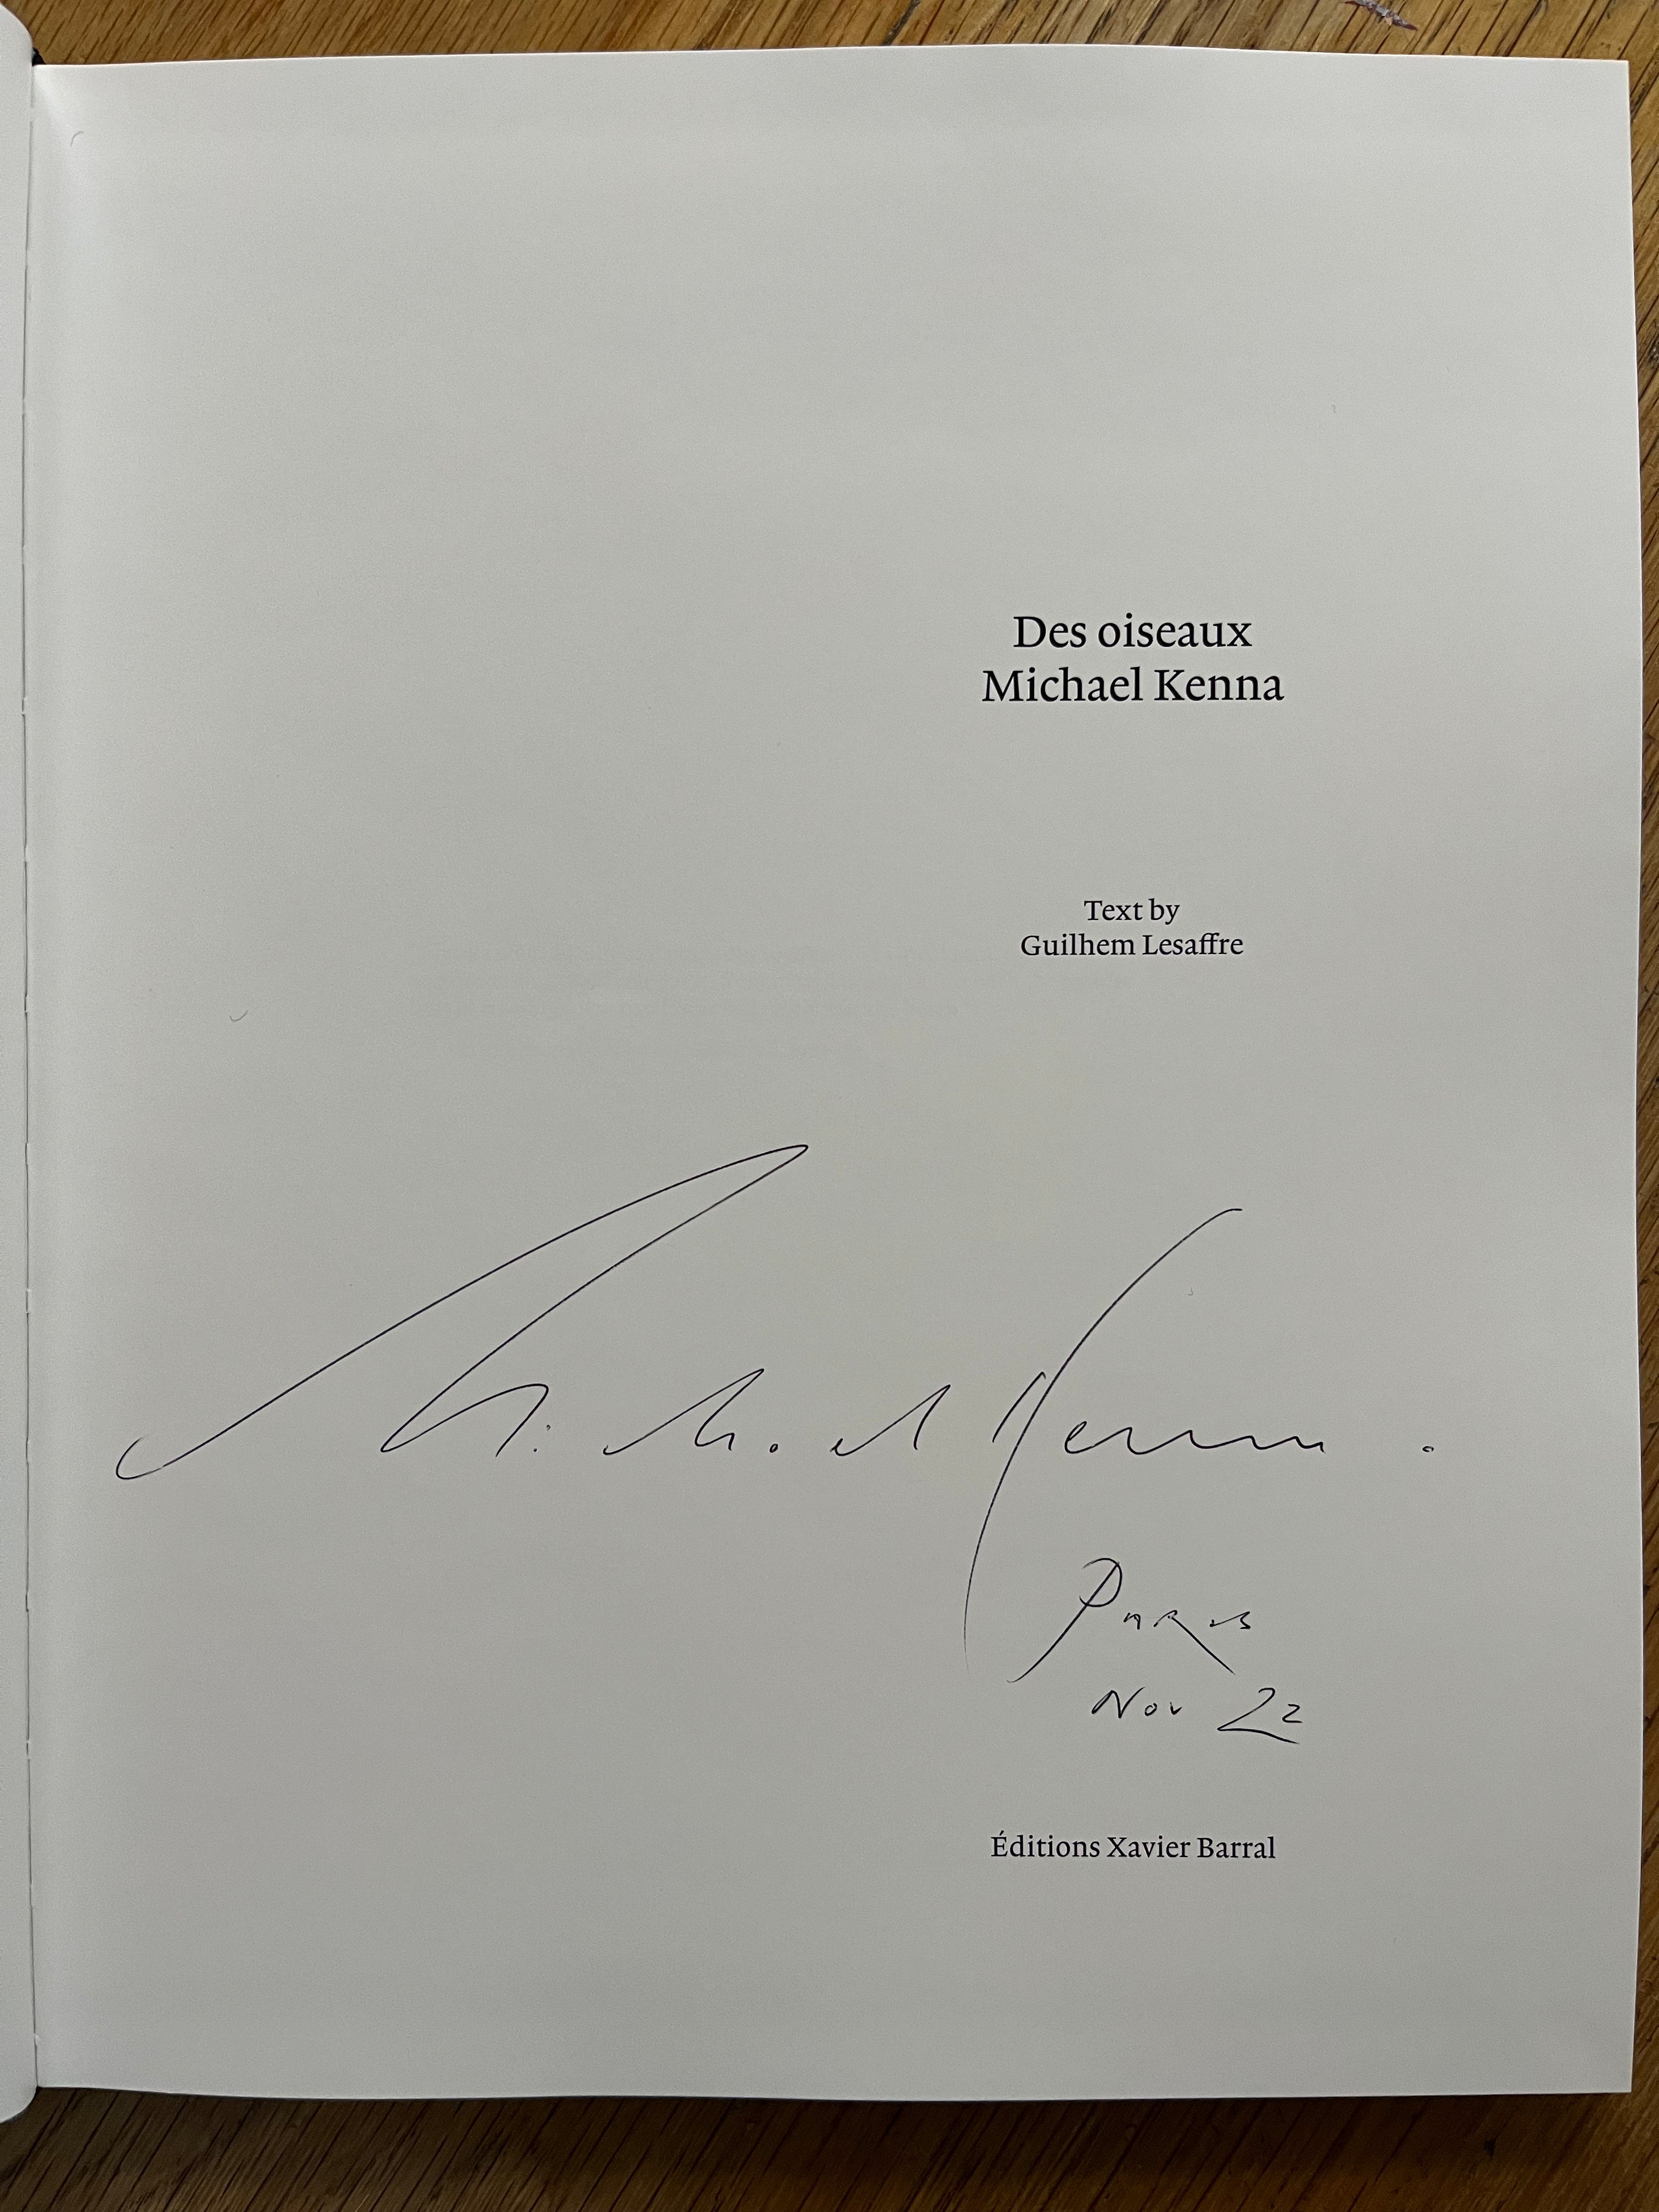 Des oiseaux
Michael Kenna
Text by
Guilhem Lesaffre
Michael Kenna.
Paris
Nov 22
Éditions Xavier Barral